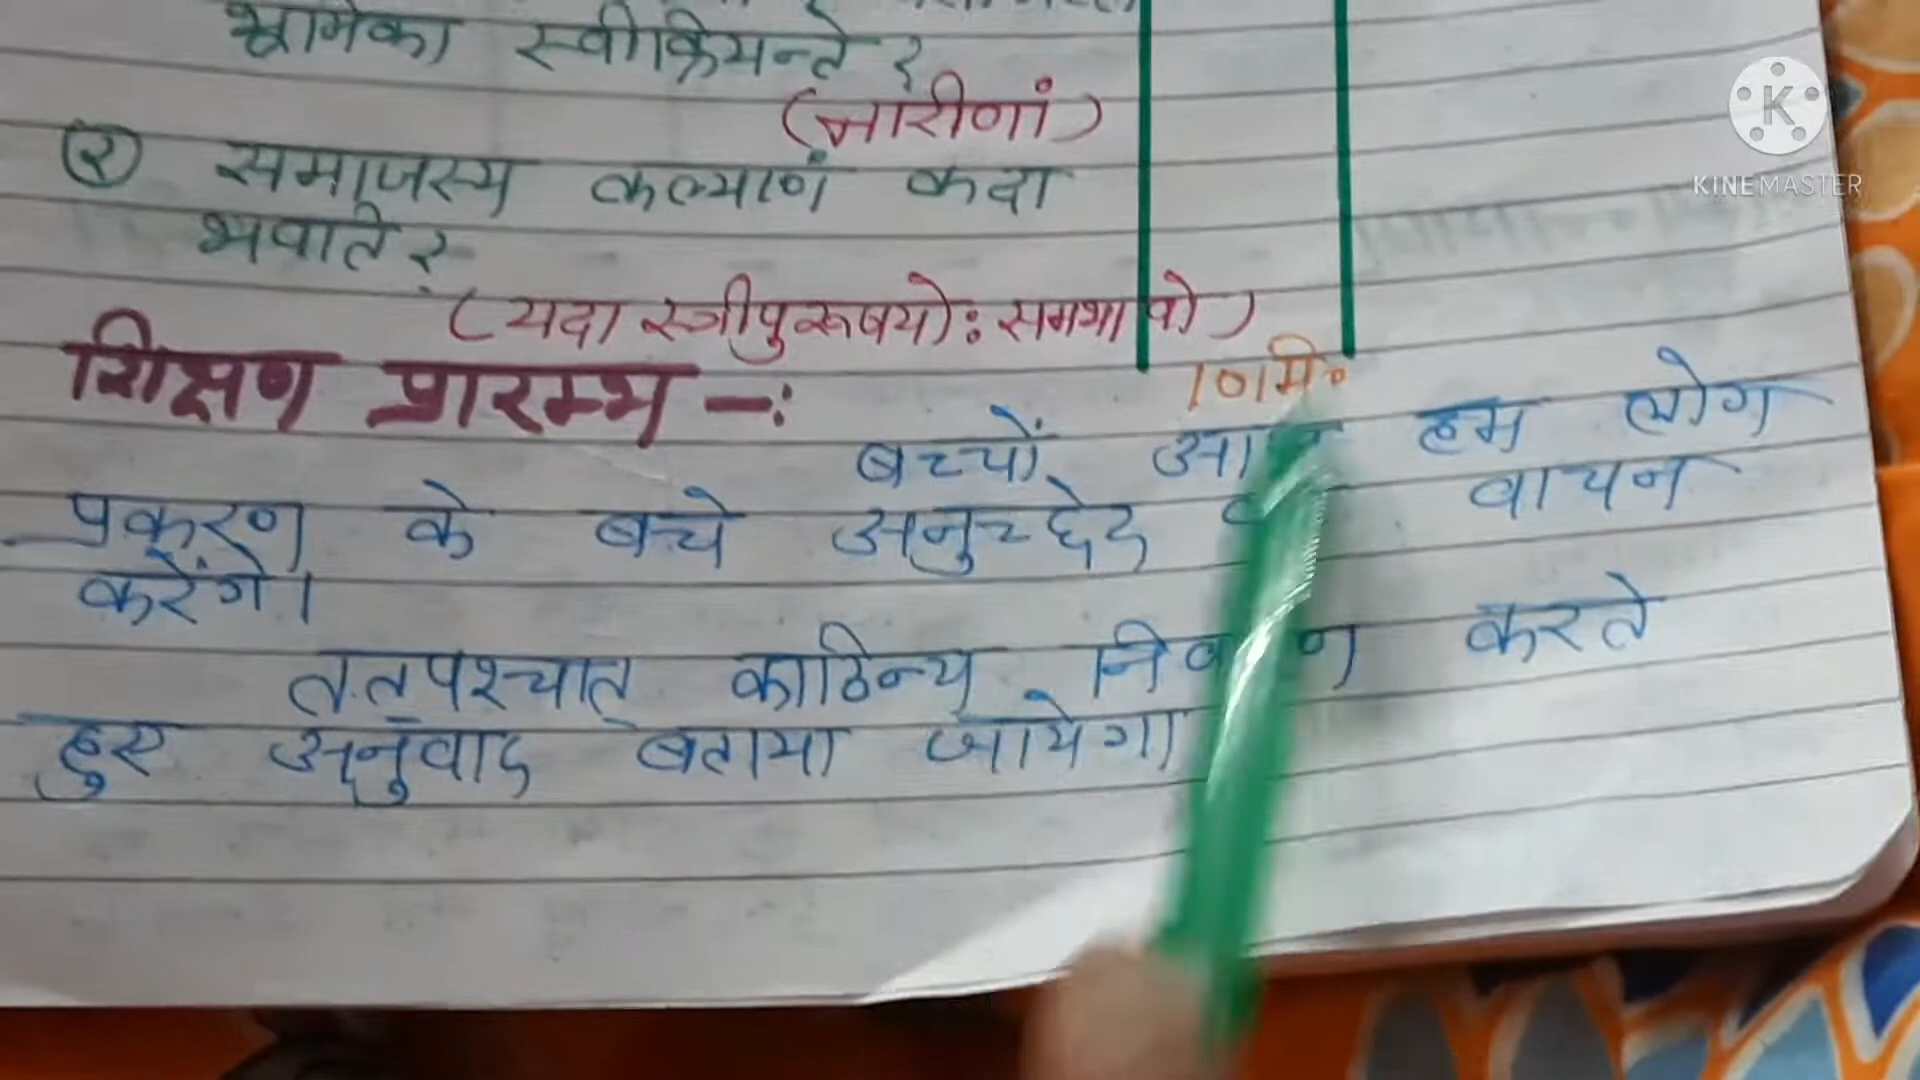 भूमिका स्वीक्रियन्ते ?
(नारीणां)
② समाजस्य कल्याणं कदा
भवति ?
(यदा स्त्रीपुरूषयो: समभावो)
शिक्षण प्रारम्भ -:
10मि०
बच्चों हम लोग
प्रकरण के बचे अनुच्छेद वाचन
करेंगे।
तत्पश्चात् काठिन्य करते
हुए अनुवाद बताया जायेगा
KINEMASTER